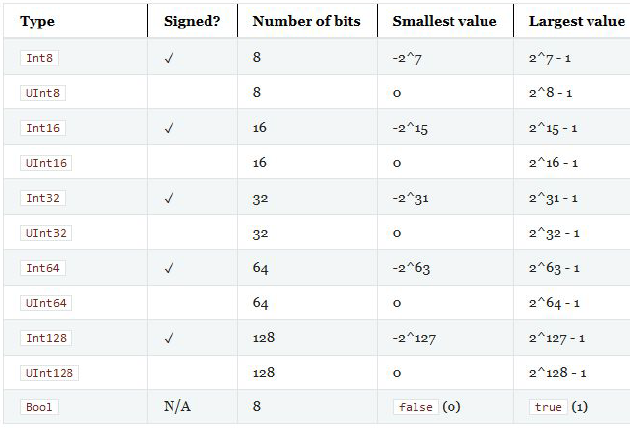 Type Signed? Number of bits Smallest value Largest value
Int8 ✓ 8 -2^7 2^7 - 1
UInt8 8 0 2^8 - 1
Int16 ✓ 16 -2^15 2^15 - 1
UInt16 16 0 2^16 - 1
Int32 ✓ 32 -2^31 2^31 - 1
UInt32 32 0 2^32 - 1
Int64 ✓ 64 -2^63 2^63 - 1
UInt64 64 0 2^64 - 1
Int128 ✓ 128 -2^127 2^127 - 1
UInt128 128 0 2^128 - 1
Bool N/A 8 false (0) true (1)